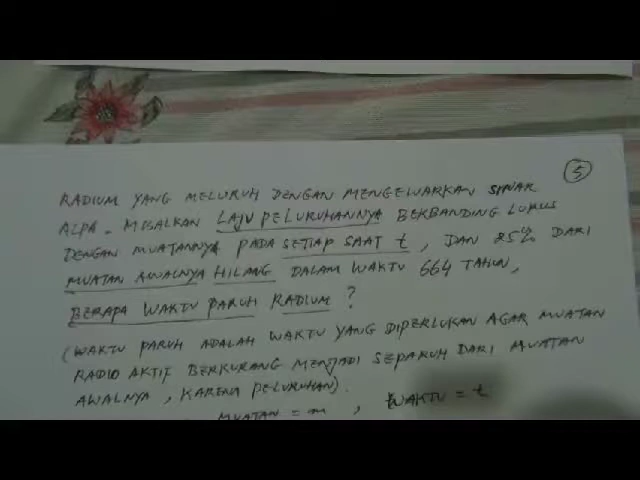 5
RADIUM YANG MELURUH DENGAN MENGELUARKAN SINAR
ALPA. MISALKAN LAJU PELURUHANNYA BERBANDING LURUS
DENGAN MUATANNYA PADA SETIAP SAAT t, DAN 25% DARI
MUATAN AWALNYA HILANG DALAM WAKTU 664 TAHUN,
BERAPA WAKTU PARUH RADIUM ?
(WAKTU PARUH ADALAH WAKTU YANG DIPERLUKAN AGAR MUATAN
RADIO AKTIF BERKURANG MENJADI SEPARUH DARI MUATAN
AWALNYA, KARENA PELURUHAN).
MUATAN = m, WAKTU = t